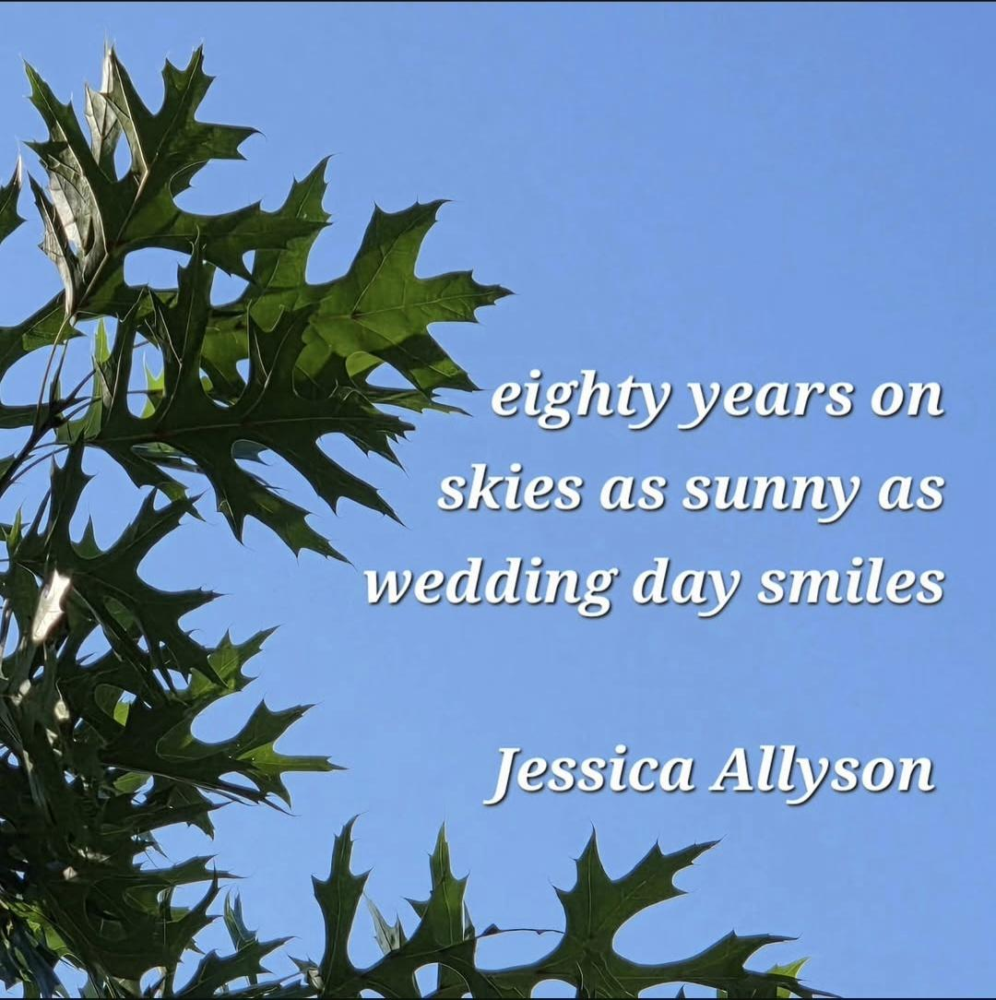 eighty years on
skies as sunny as
wedding day smiles
Jessica Allyson